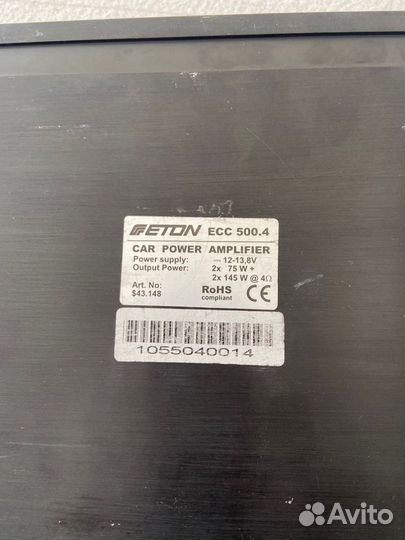 ETON ECC 500.4
CAR POWER AMPLIFIER
Power supply: ⎓ 12-13,8V
Output Power: 2x 75 W +
2x 145 W @ 4Ω
Art. No: RoHS CE
$43.148 compliant
1055040014
Avito